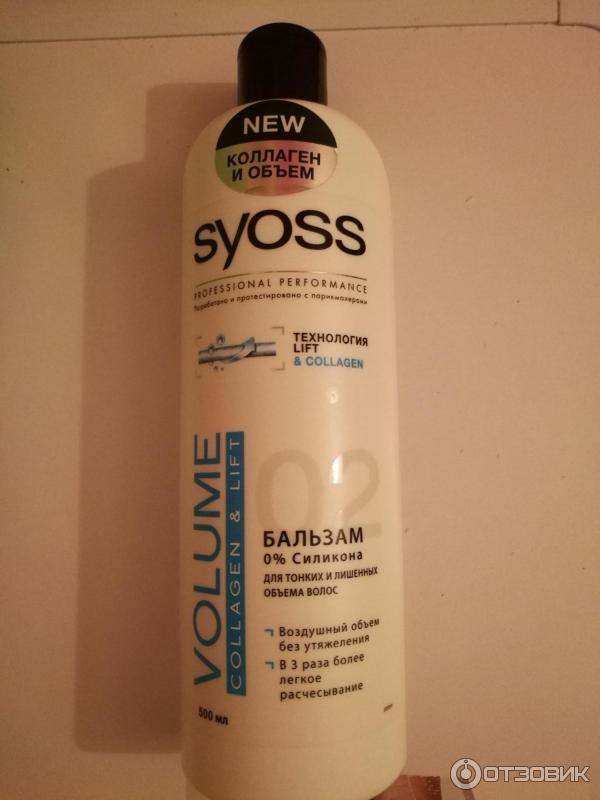 NEW
КОЛЛАГЕН
И ОБЪЕМ
syoss
PROFESSIONAL PERFORMANCE
Разработано и протестировано с парикмахерами
ТЕХНОЛОГИЯ
LIFT
& COLLAGEN
VOLUME
COLLAGEN & LIFT
02
БАЛЬЗАМ
0% Силикона
ДЛЯ ТОНКИХ И ЛИШЕННЫХ
ОБЪЕМА ВОЛОС
Воздушный объем
без утяжеления
В 3 раза более
легкое
расчесывание
500 мл
ОТЗОВИК